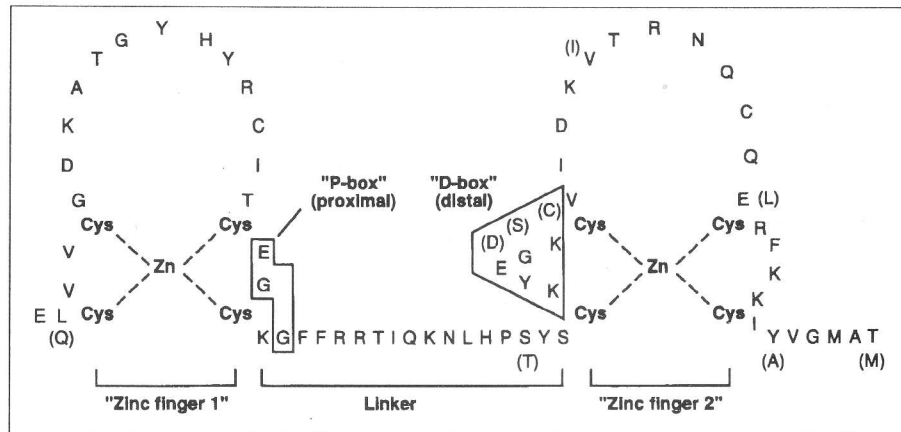 E L Cys V V Cys G D K A T G Y H Y R C I T Cys
(Q)
Zn
"P-box"
(proximal)
E
G
Cys
K G F F R R T I Q K N L H P S Y S
(T)
"D-box"
(distal)
(D) (S) (C)
E G K
Y K
Cys
Zn
Cys
V I D K V T R N Q C Q E
(I)
(L)
Cys
R F K K
Cys
I Y V G M A T
(A) (M)
"Zinc finger 1"
Linker
"Zinc finger 2"